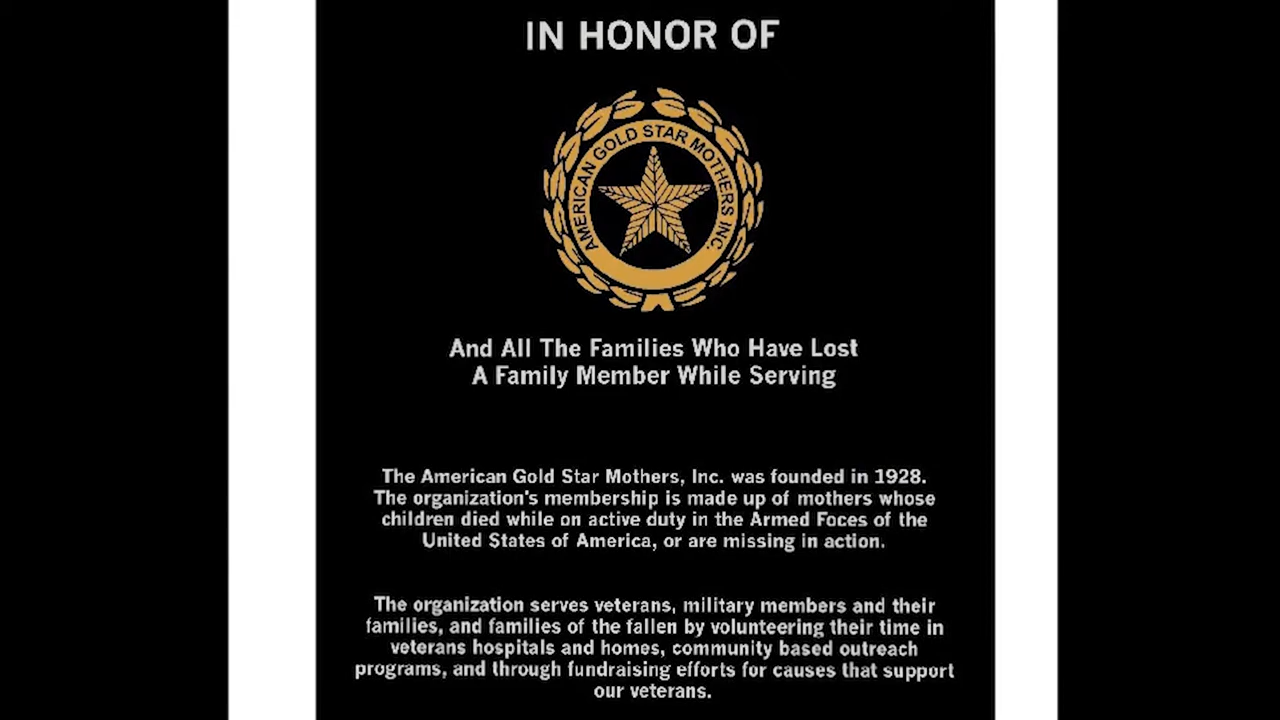 IN HONOR OF
AMERICAN GOLD STAR MOTHERS INC.
And All The Families Who Have Lost
A Family Member While Serving
The American Gold Star Mothers, Inc. was founded in 1928.
The organization's membership is made up of mothers whose
children died while on active duty in the Armed Foces of the
United States of America, or are missing in action.
The organization serves veterans, military members and their
families, and families of the fallen by volunteering their time in
veterans hospitals and homes, community based outreach
programs, and through fundraising efforts for causes that support
our veterans.